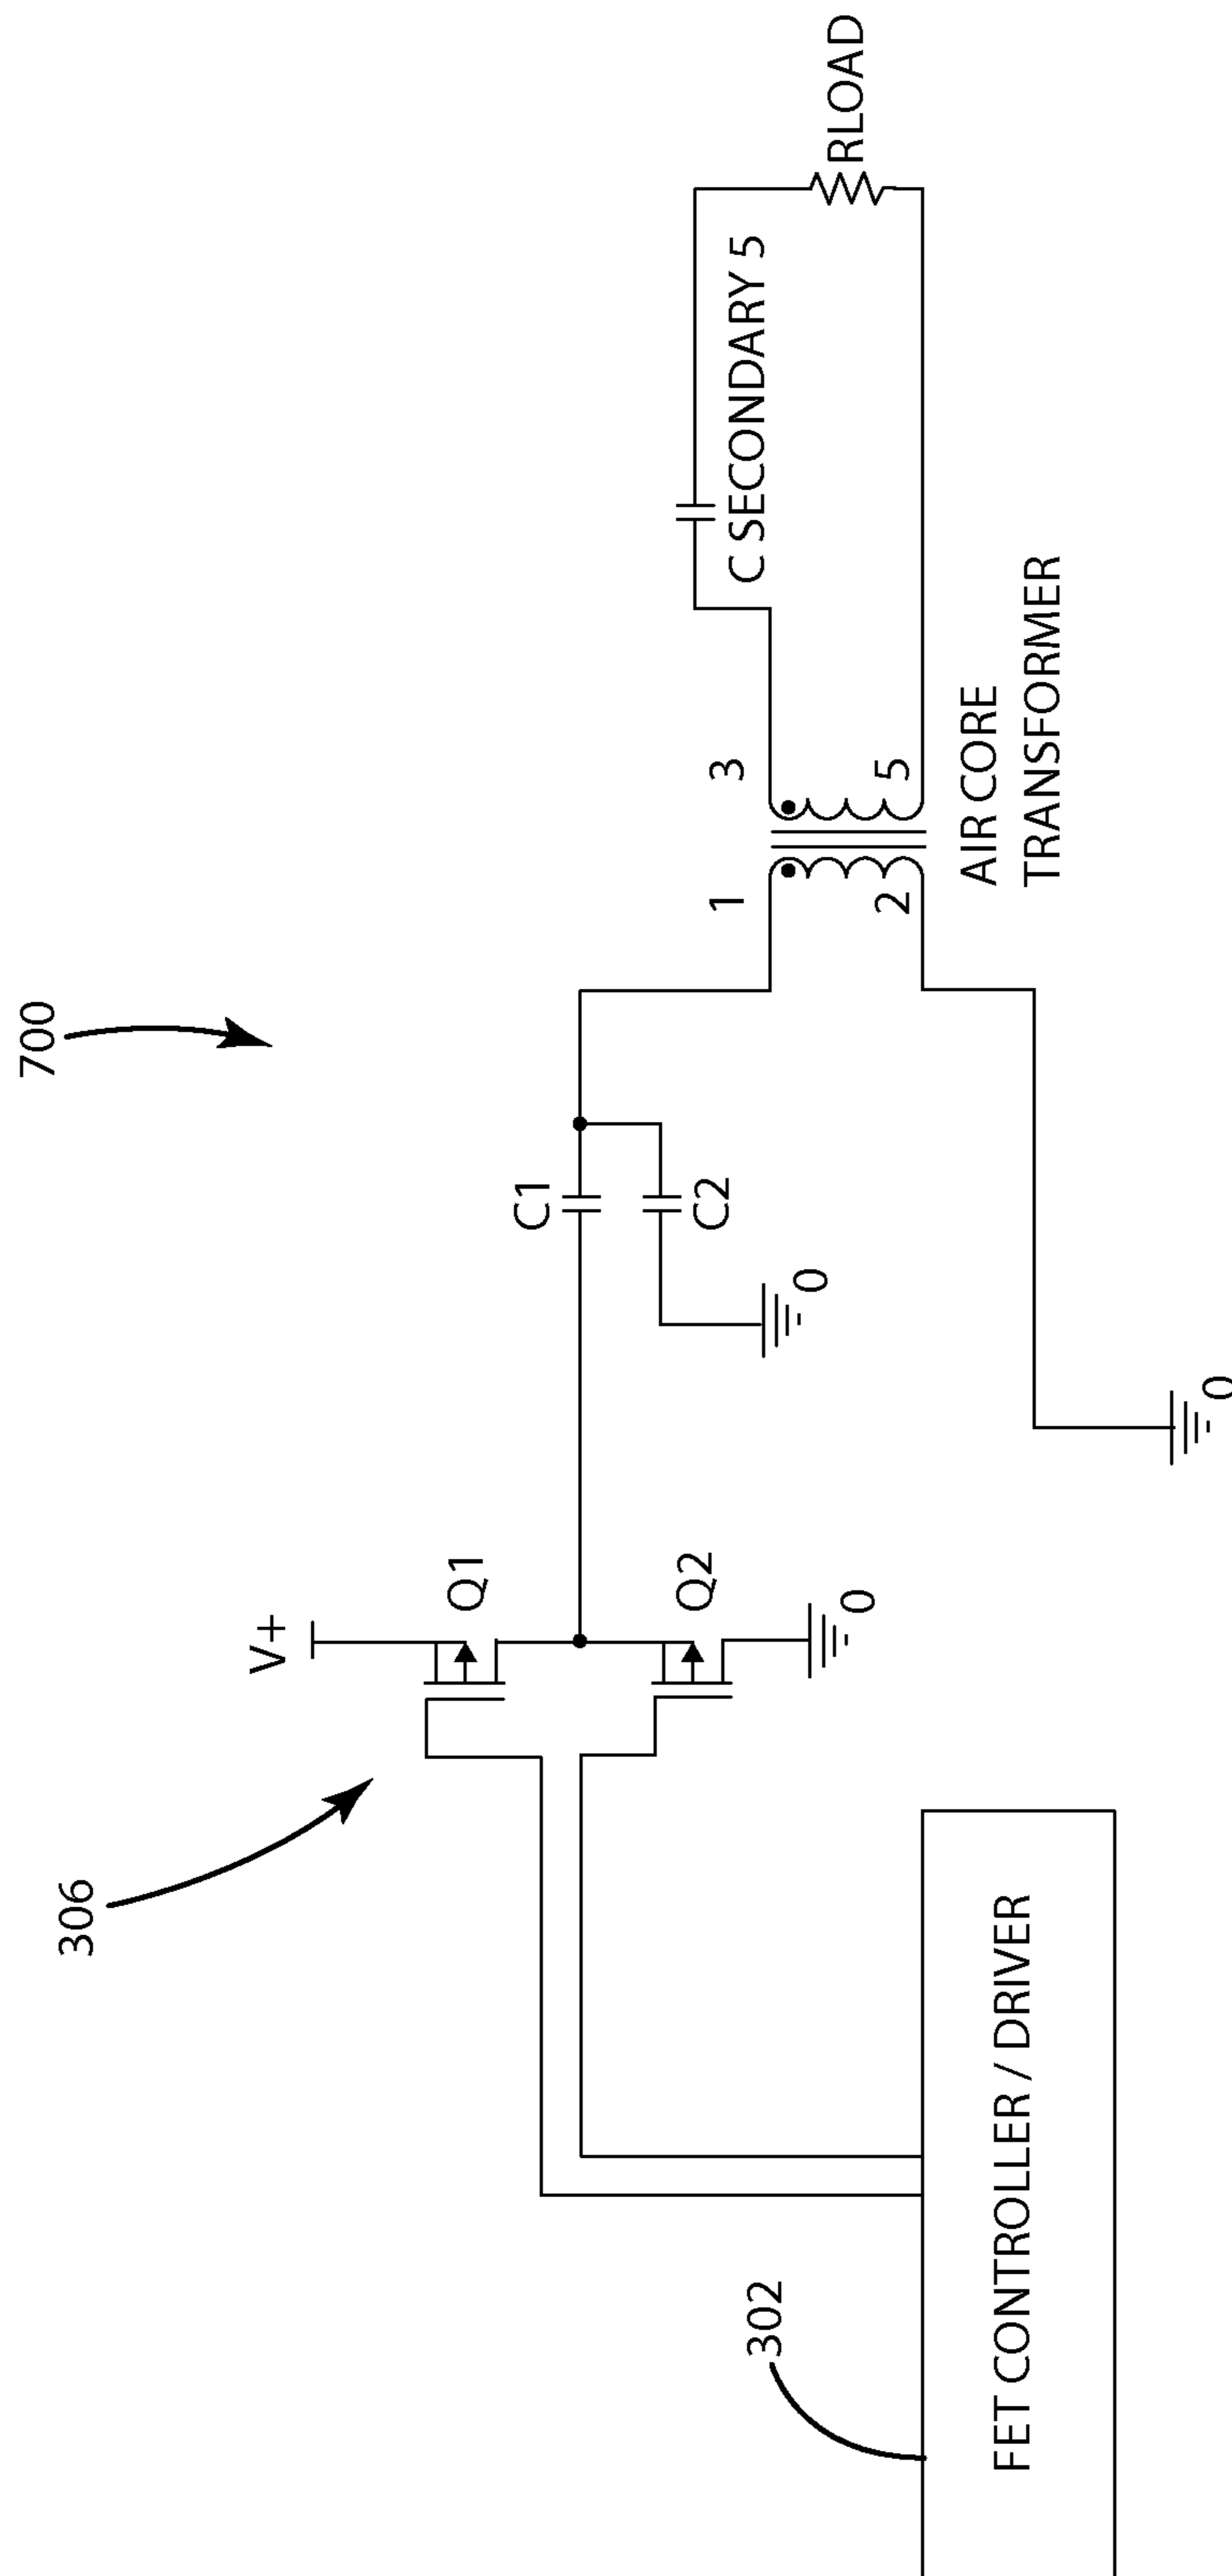 700
RLOAD
C SECONDARY 5
3
5
AIR CORE
TRANSFORMER
1
2
C1
C2
0
0
V+
Q1
Q2
0
306
302
FET CONTROLLER / DRIVER